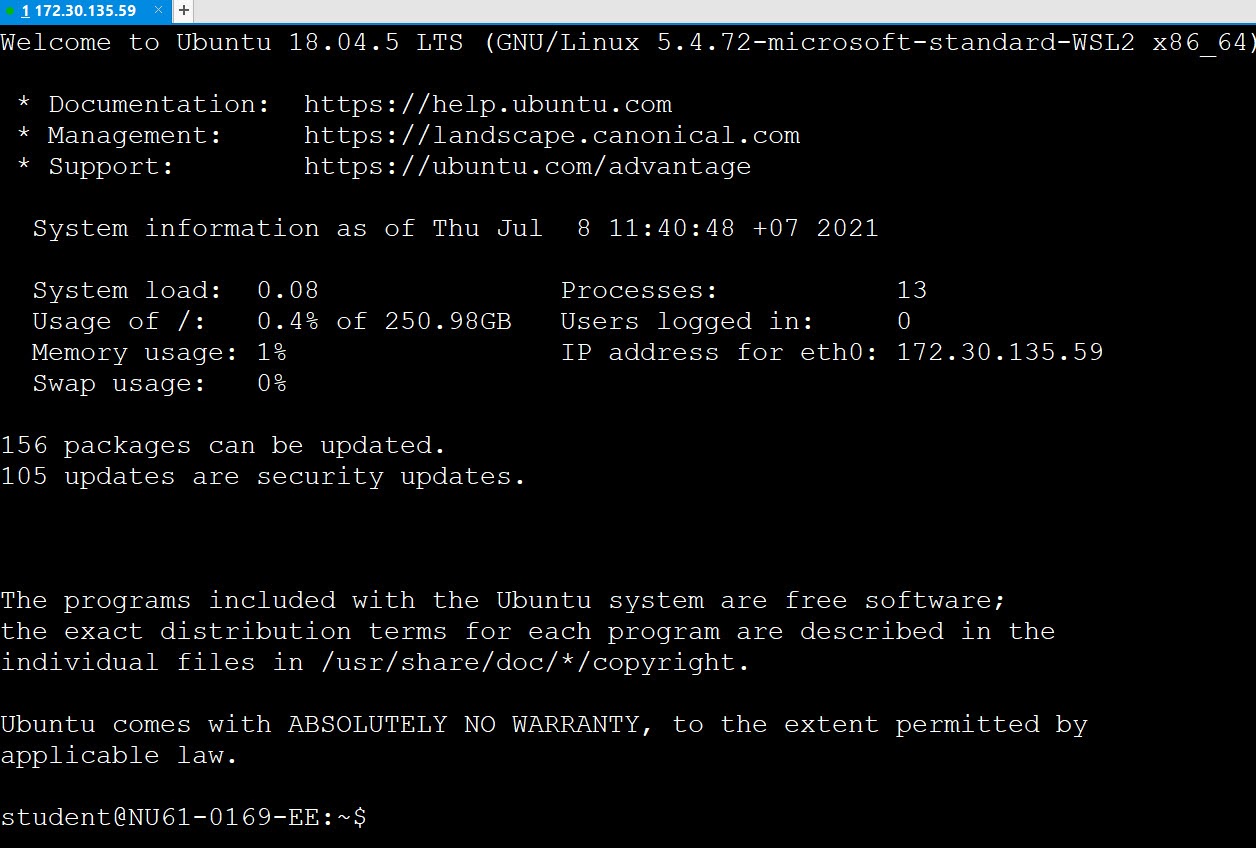 1 172.30.135.59 × +
Welcome to Ubuntu 18.04.5 LTS (GNU/Linux 5.4.72-microsoft-standard-WSL2 x86_64)
* Documentation: https://help.ubuntu.com
* Management: https://landscape.canonical.com
* Support: https://ubuntu.com/advantage
System information as of Thu Jul 8 11:40:48 +07 2021
System load: 0.08 Processes: 13
Usage of /: 0.4% of 250.98GB Users logged in: 0
Memory usage: 1% IP address for eth0: 172.30.135.59
Swap usage: 0%
156 packages can be updated.
105 updates are security updates.
The programs included with the Ubuntu system are free software;
the exact distribution terms for each program are described in the
individual files in /usr/share/doc/*/copyright.
Ubuntu comes with ABSOLUTELY NO WARRANTY, to the extent permitted by
applicable law.
student@NU61-0169-EE:~$